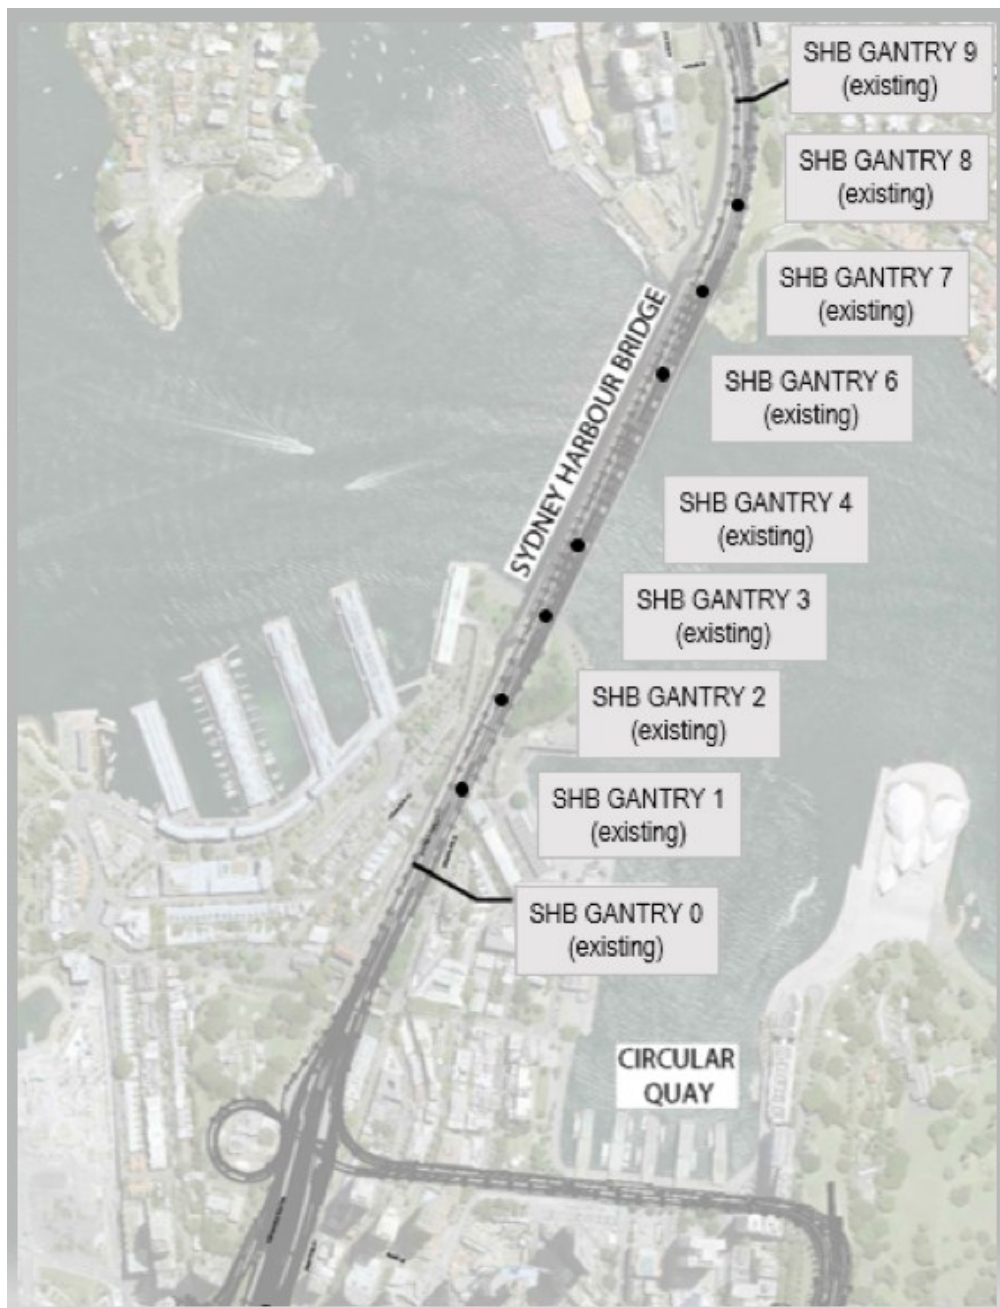 SHB GANTRY 9
(existing)
SHB GANTRY 8
(existing)
SHB GANTRY 7
(existing)
SYDNEY HARBOUR BRIDGE
SHB GANTRY 6
(existing)
SHB GANTRY 4
(existing)
SHB GANTRY 3
(existing)
SHB GANTRY 2
(existing)
SHB GANTRY 1
(existing)
SHB GANTRY 0
(existing)
CIRCULAR
QUAY